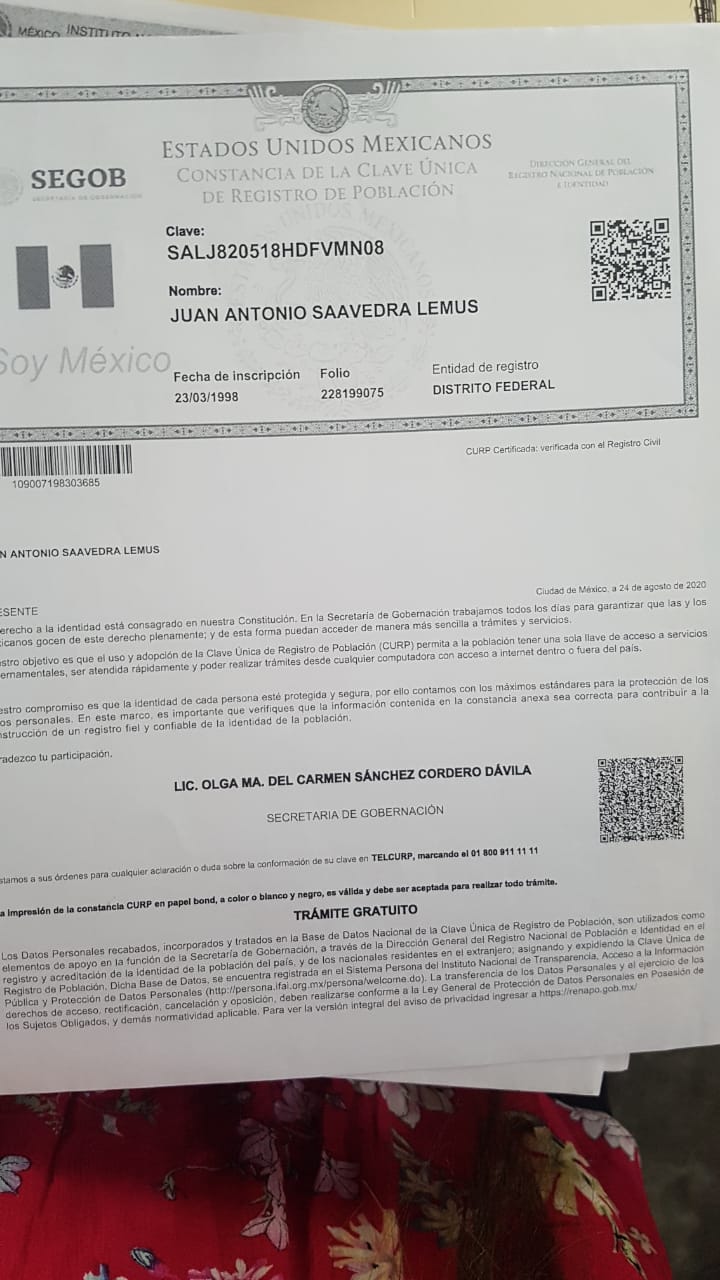 MÉXICO INSTITUTO
ESTADOS UNIDOS MEXICANOS
CONSTANCIA DE LA CLAVE ÚNICA
DE REGISTRO DE POBLACIÓN
SEGOB
SECRETARÍA DE GOBERNACIÓN
DIRECCIÓN GENERAL DEL
REGISTRO NACIONAL DE POBLACIÓN
E IDENTIDAD
Clave:
SALJ820518HDFVMN08
Nombre:
JUAN ANTONIO SAAVEDRA LEMUS
Soy México
Fecha de inscripción Folio Entidad de registro
23/03/1998 228199075 DISTRITO FEDERAL
CURP Certificada: verificada con el Registro Civil
109007198303685
N ANTONIO SAAVEDRA LEMUS
Ciudad de México, a 24 de agosto de 2020
ESENTE
erecho a la identidad está consagrado en nuestra Constitución. En la Secretaría de Gobernación trabajamos todos los días para garantizar que las y los
icanos gocen de este derecho plenamente; y de esta forma puedan acceder de manera más sencilla a trámites y servicios.
stro objetivo es que el uso y adopción de la Clave Única de Registro de Población (CURP) permita a la población tener una sola llave de acceso a servicios
ernamentales, ser atendida rápidamente y poder realizar trámites desde cualquier computadora con acceso a internet dentro o fuera del país.
estro compromiso es que la identidad de cada persona esté protegida y segura, por ello contamos con los máximos estándares para la protección de los
os personales. En este marco, es importante que verifiques que la información contenida en la constancia anexa sea correcta para contribuir a la
nstrucción de un registro fiel y confiable de la identidad de la población.
radezco tu participación.
LIC. OLGA MA. DEL CARMEN SÁNCHEZ CORDERO DÁVILA
SECRETARIA DE GOBERNACIÓN
stamos a sus órdenes para cualquier aclaración o duda sobre la conformación de su clave en TELCURP, marcando el 01 800 911 11 11
a impresión de la constancia CURP en papel bond, a color o blanco y negro, es válida y debe ser aceptada para realizar todo trámite.
TRÁMITE GRATUITO
Los Datos Personales recabados, incorporados y tratados en la Base de Datos Nacional de la Clave Única de Registro de Población, son utilizados como
elementos de apoyo en la función de la Secretaría de Gobernación, a través de la Dirección General del Registro Nacional de Población e Identidad en el
registro y acreditación de la identidad de la población del país, y de los nacionales residentes en el extranjero; asignando y expidiendo la Clave Única de
Registro de Población. Dicha Base de Datos, se encuentra registrada en el Sistema Persona del Instituto Nacional de Transparencia, Acceso a la Información
Pública y Protección de Datos Personales (http://persona.ifai.org.mx/persona/welcome.do). La transferencia de los Datos Personales y el ejercicio de los
derechos de acceso, rectificación, cancelación y oposición, deben realizarse conforme a la Ley General de Protección de Datos Personales en Posesión de
los Sujetos Obligados, y demás normatividad aplicable. Para ver la versión integral del aviso de privacidad ingresar a https://renapo.gob.mx/